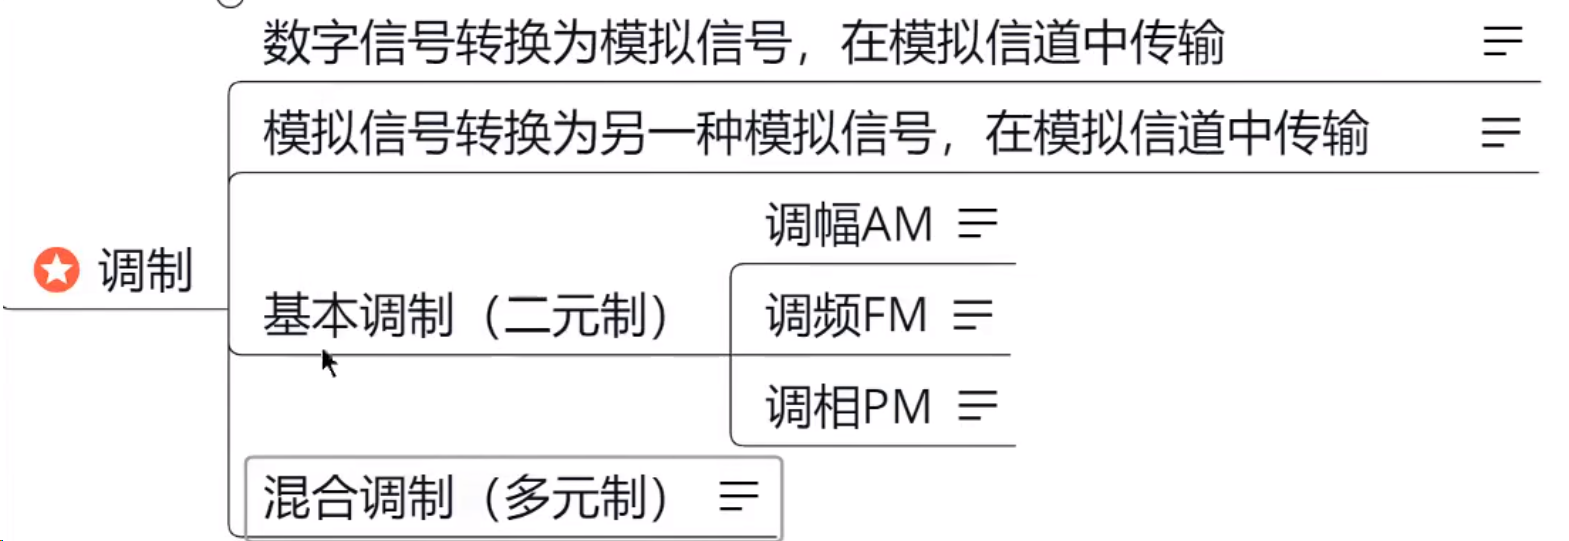 数字信号转换为模拟信号，在模拟信道中传输
模拟信号转换为另一种模拟信号，在模拟信道中传输
调制
基本调制（二元制）
调幅AM
调频FM
调相PM
混合调制（多元制）